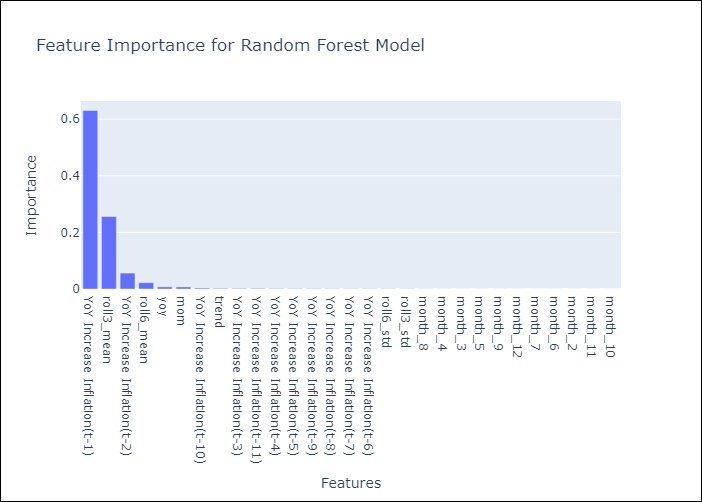 Feature Importance for Random Forest Model
Importance
0.6
0.4
0.2
0
YoY Increase Inflation(t-1)
roll3_mean
YoY Increase Inflation(t-2)
roll6_mean
yoy
mom
YoY Increase Inflation(t-10)
trend
YoY Increase Inflation(t-3)
YoY Increase Inflation(t-11)
YoY Increase Inflation(t-4)
YoY Increase Inflation(t-5)
YoY Increase Inflation(t-9)
YoY Increase Inflation(t-8)
YoY Increase Inflation(t-7)
YoY Increase Inflation(t-6)
roll6_std
roll3_std
month_8
month_4
month_3
month_5
month_9
month_12
month_7
month_6
month_2
month_11
month_10
Features